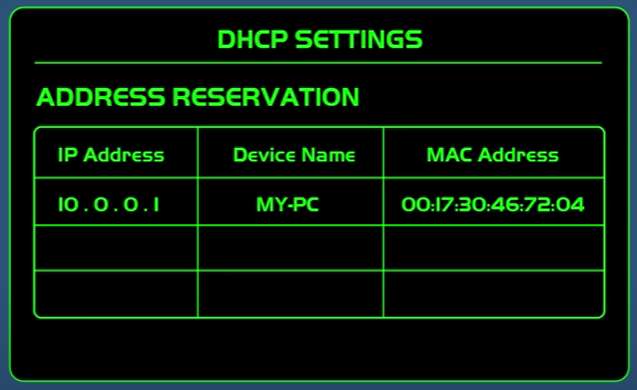 DHCP SETTINGS
ADDRESS RESERVATION
IP Address Device Name MAC Address
10 . 0 . 0 . 1 MY-PC 00:17:30:46:72:04